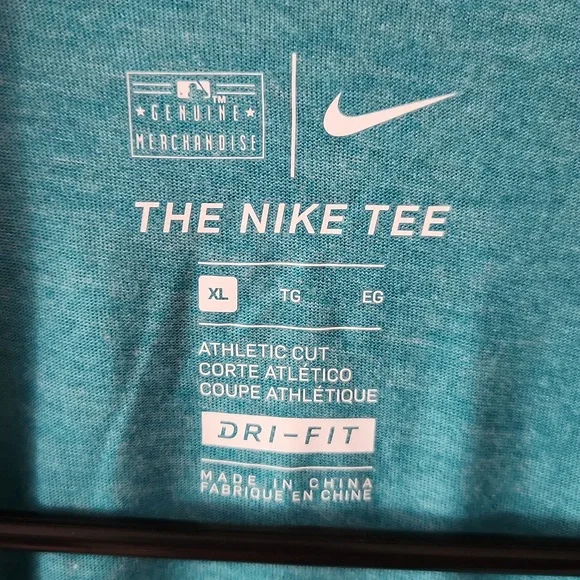 TM
★ GENUINE ★
MERCHANDISE
THE NIKE TEE
XL TG EG
ATHLETIC CUT
CORTE ATLÉTICO
COUPE ATHLÉTIQUE
DRI-FIT
MADE IN CHINA
FABRIQUÉ EN CHINE